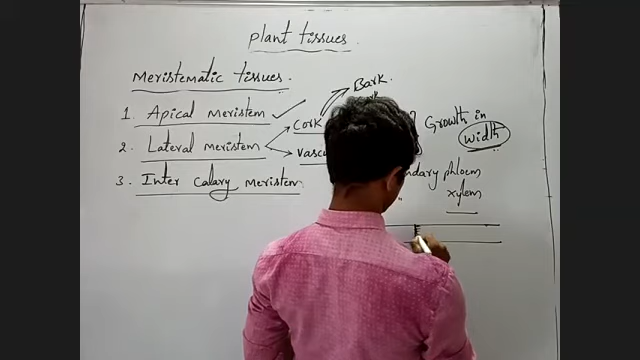 plant tissues
Meristematic tissues.
Bark.
1. Apical meristem ✓
Cork
Growth in
width
2. Lateral meristem
phloem
xylem
3. Inter Calary meristem